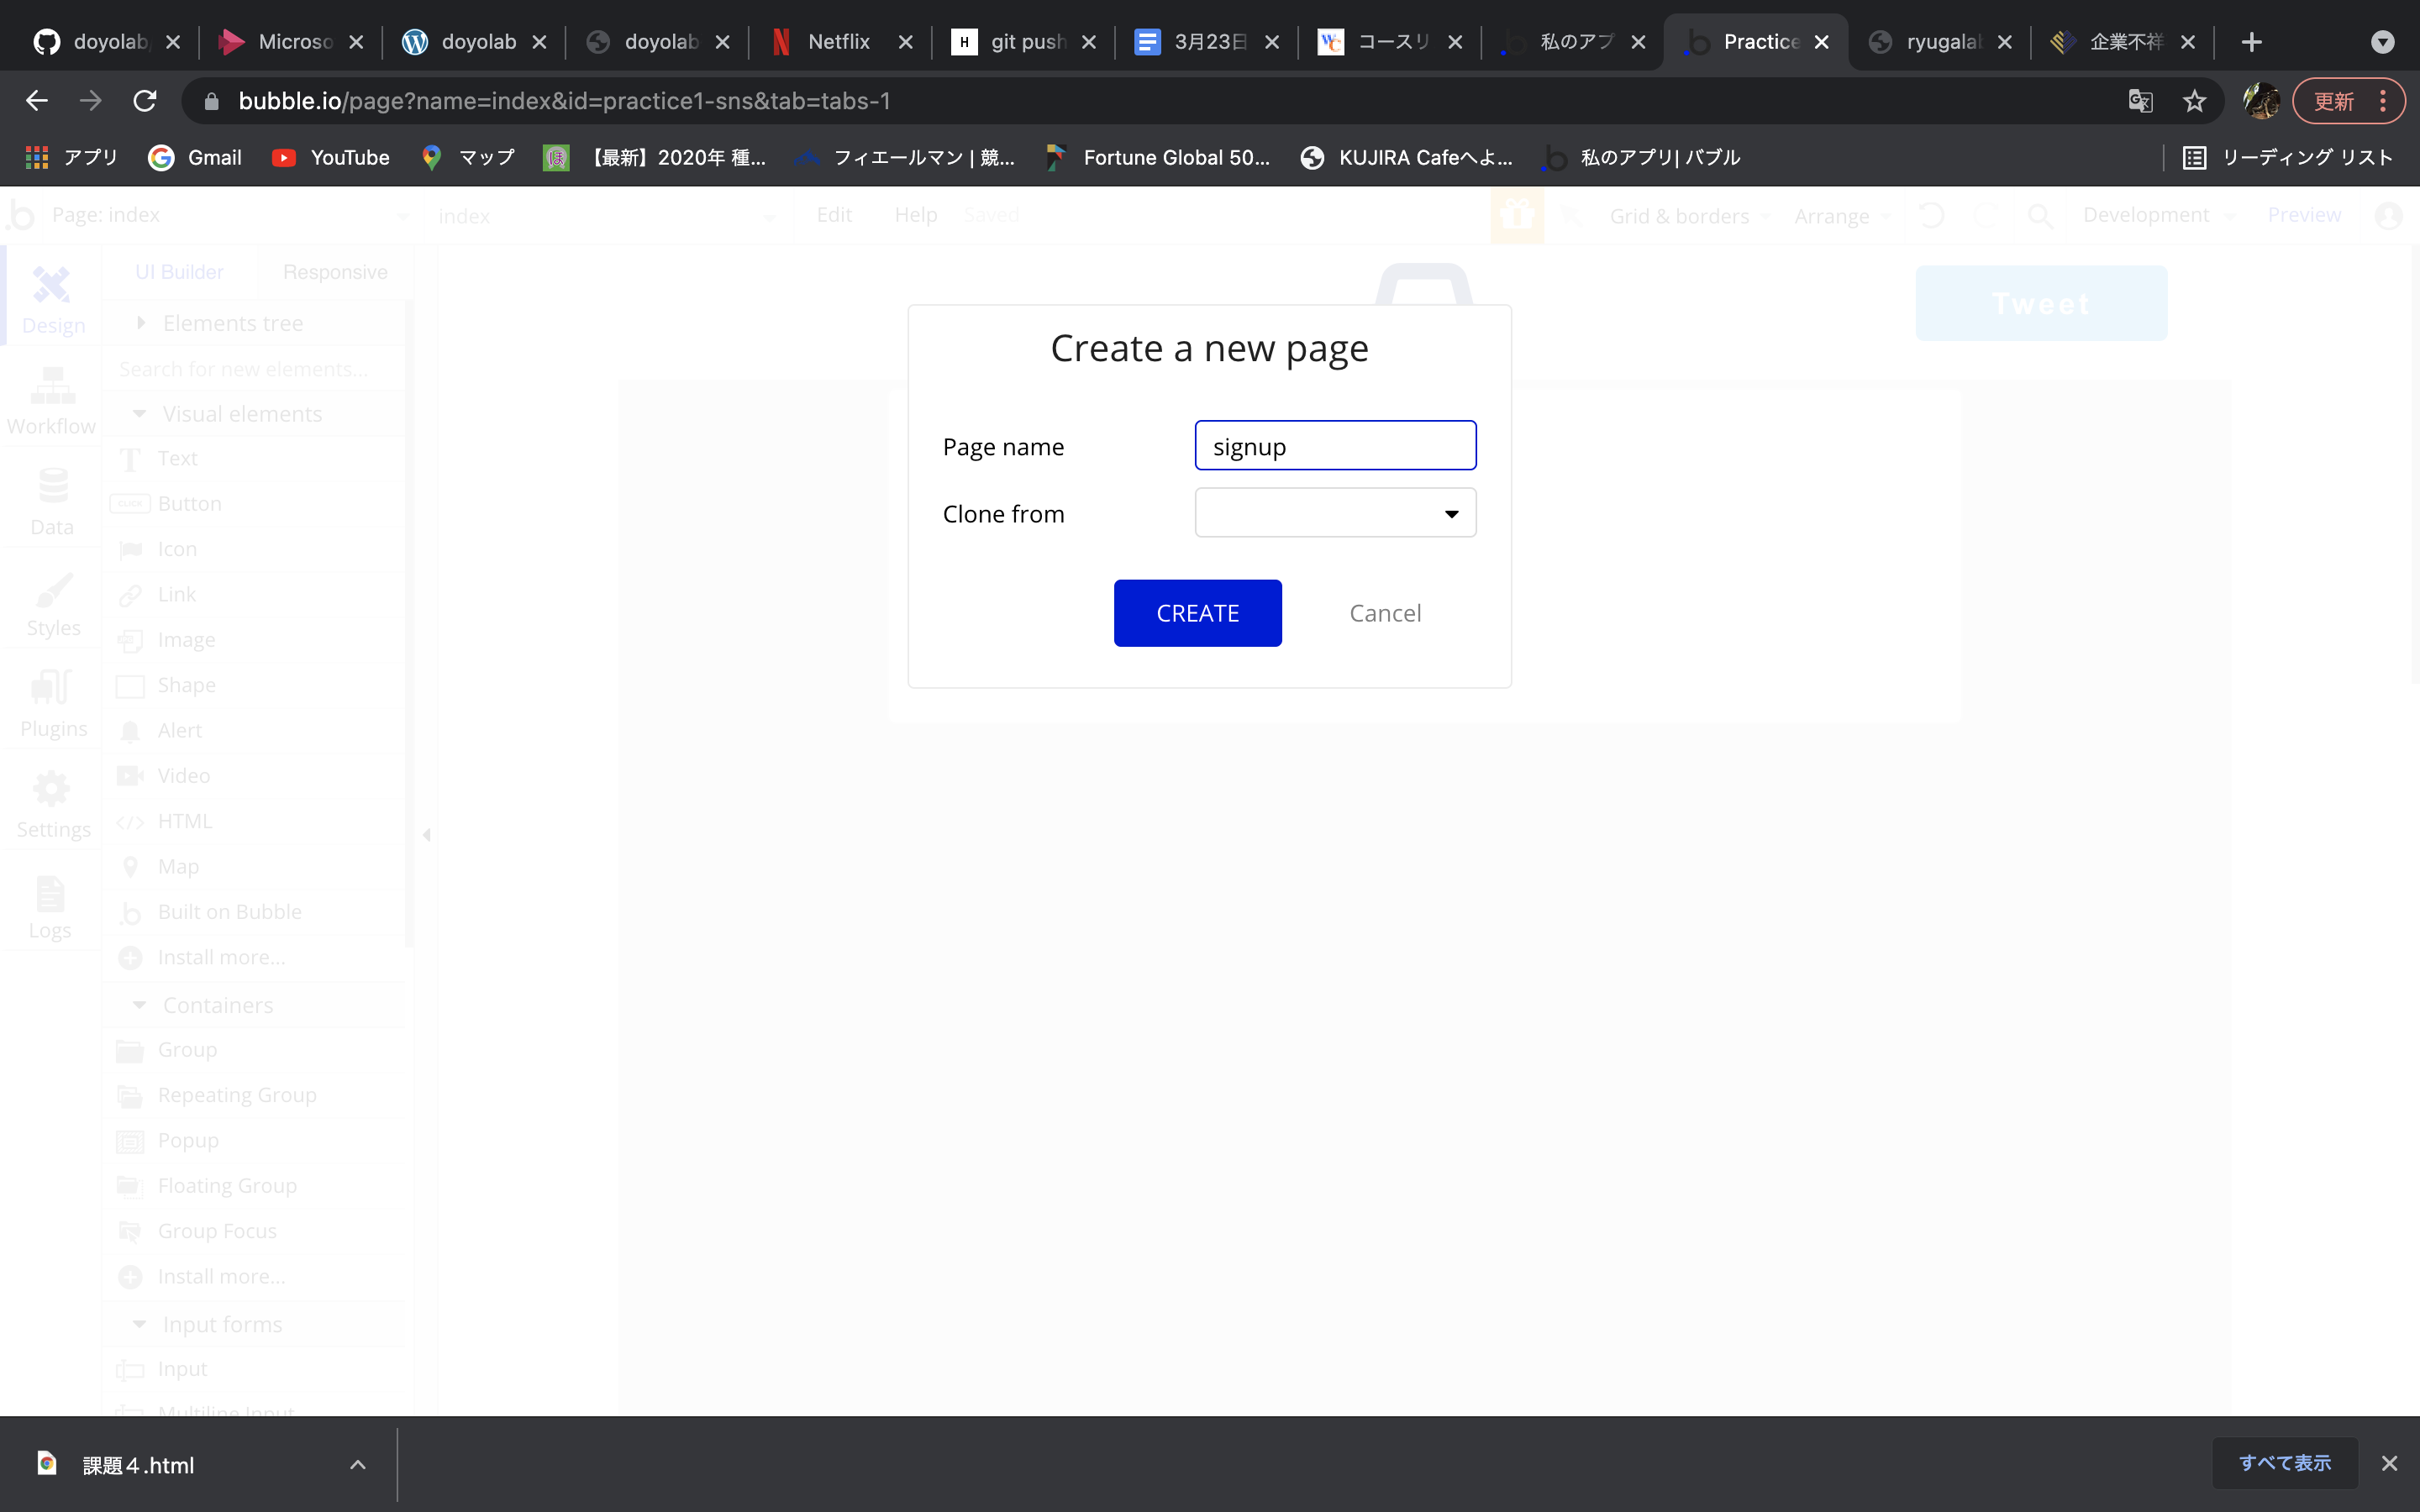 doyolab
Microso
doyolab
doyolab
Netflix
H
git push
3月23日
コースリ
私のアプ
Practice
ryugalab
企業不祥
bubble.io/page?name=index&id=practice1-sns&tab=tabs-1
更新
アプリ
Gmail
YouTube
マップ
ほ
【最新】2020年 種...
フィエールマン | 競...
Fortune Global 50...
KUJIRA Cafeへよ...
私のアプリ| バブル
リーディング リスト
Page: index
index
Edit
Help
Saved
Grid & borders
Arrange
Development
Preview
Design
Workflow
Data
Styles
Plugins
Settings
Logs
UI Builder
Responsive
Elements tree
Search for new elements...
Visual elements
Text
CLICK Button
Icon
Link
Image
Shape
Alert
Video
HTML
Map
Built on Bubble
Install more...
Containers
Group
Repeating Group
Popup
Floating Group
Group Focus
Install more...
Input forms
Input
Multiline Input
Tweet
Create a new page
Page name
signup
Clone from
CREATE
Cancel
課題4.html
すべて表示